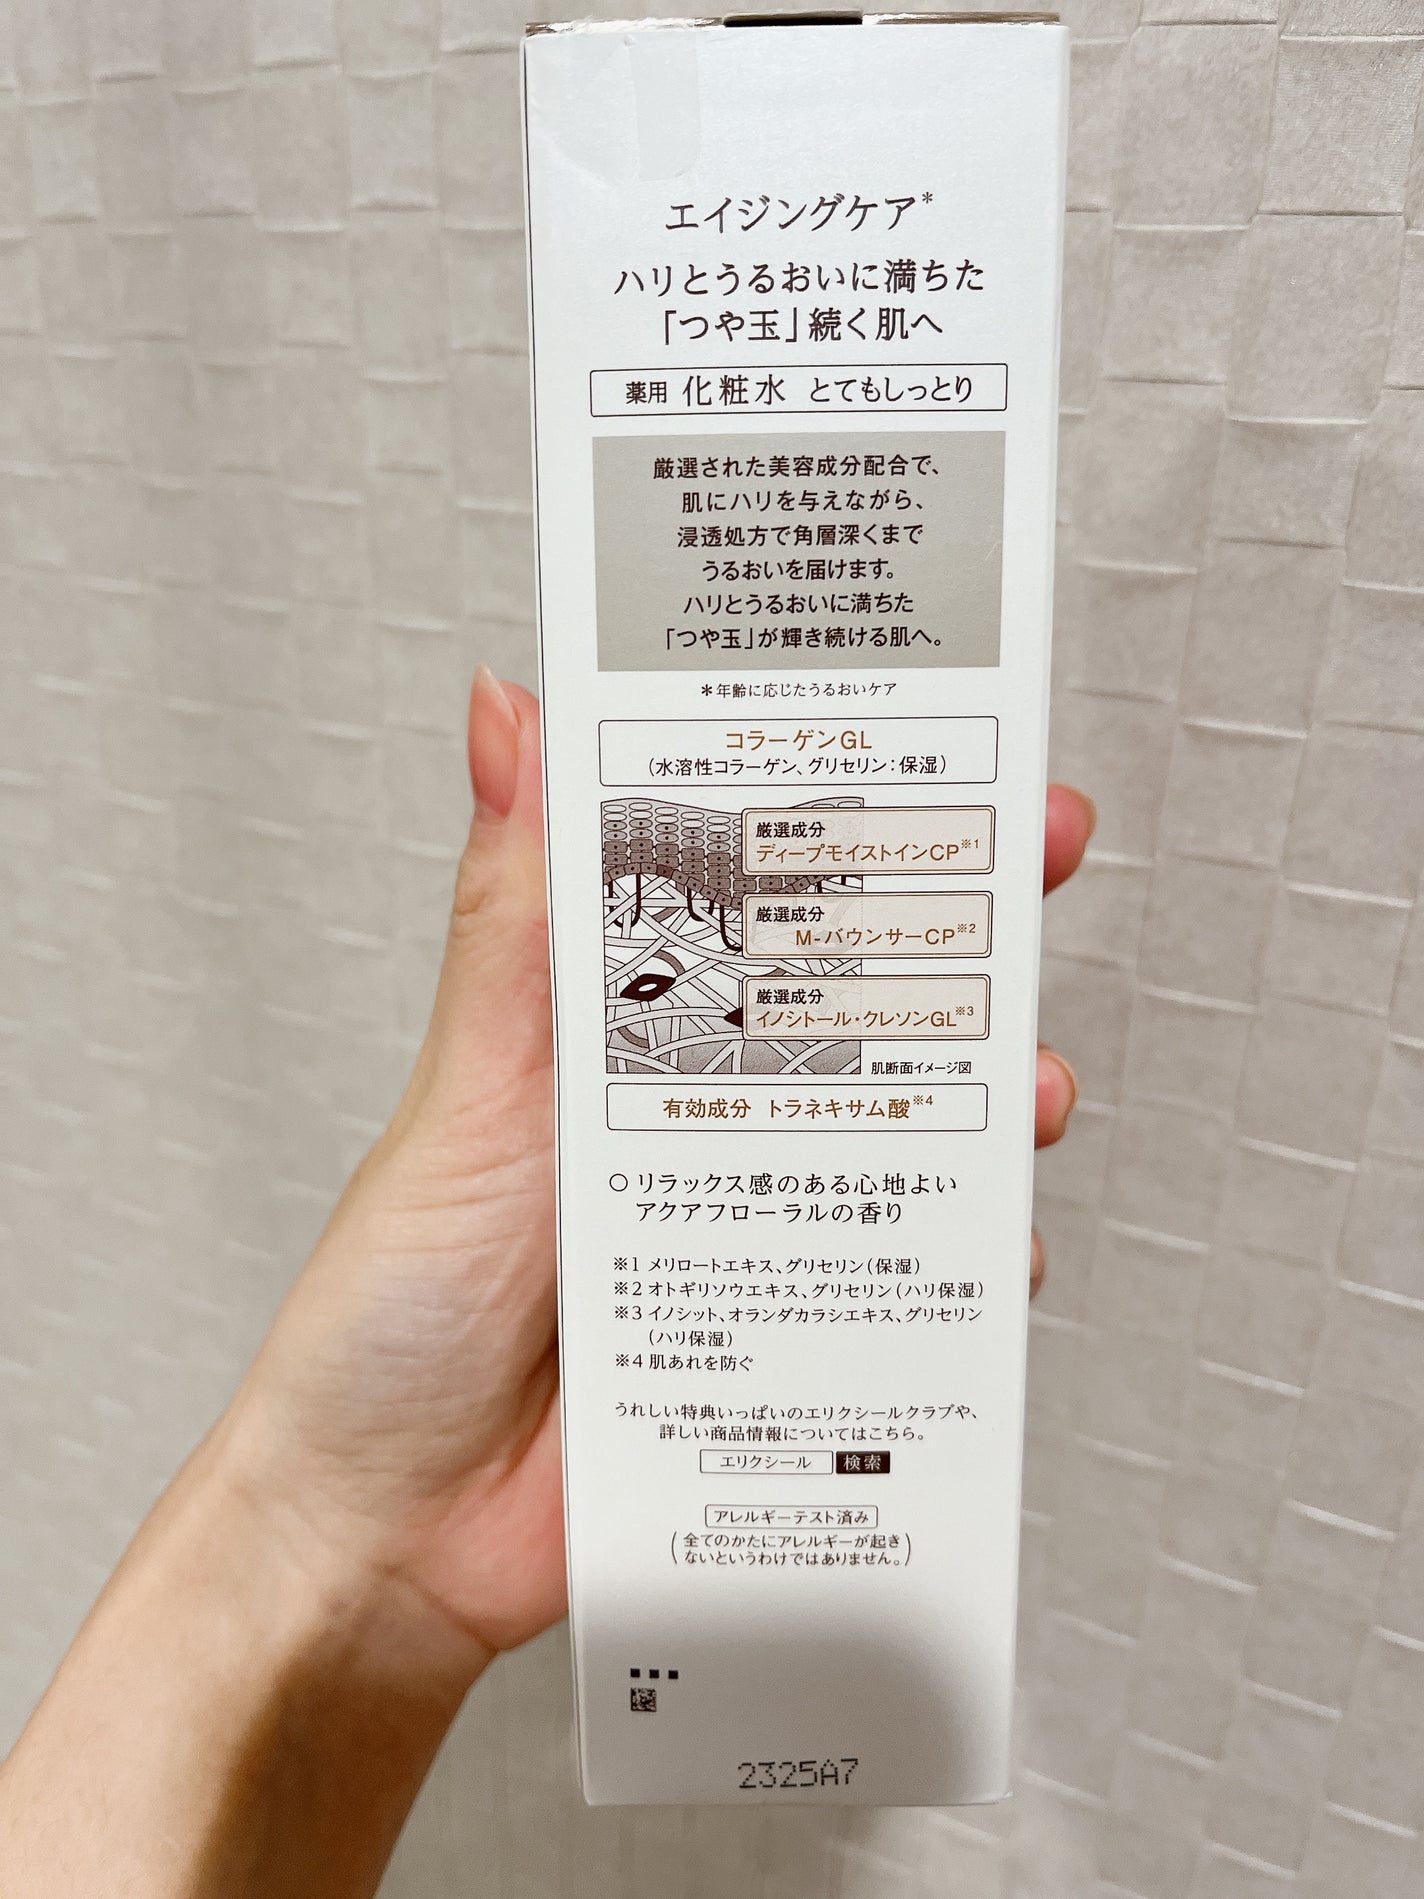 エイジングケア*
ハリとうるおいに満ちた
「つや玉」続く肌へ
薬用 化粧水 とてもしっとり
厳選された美容成分配合で、
肌にハリを与えながら、
浸透処方で角層深くまで
うるおいを届けます。
ハリとうるおいに満ちた
「つや玉」が輝き続ける肌へ。
*年齢に応じたうるおいケア
コラーゲンGL
(水溶性コラーゲン、グリセリン:保湿)
厳選成分
ディープモイストインCP※1
厳選成分
M-バウンサーCP※2
厳選成分
イノシトール・クレソンGL※3
肌断面イメージ図
有効成分 トラネキサム酸※4
○ リラックス感のある心地よい
アクアフローラルの香り
※1 メリロートエキス、グリセリン(保湿)
※2 オトギリソウエキス、グリセリン(ハリ保湿)
※3 イノシット、オランダカラシエキス、グリセリン
(ハリ保湿)
※4 肌あれを防ぐ
うれしい特典いっぱいのエリクシールクラブや、
詳しい商品情報についてはこちら。
エリクシール 検索
アレルギーテスト済み
(全てのかたにアレルギーが起き
ないというわけではありません。)
2325A7